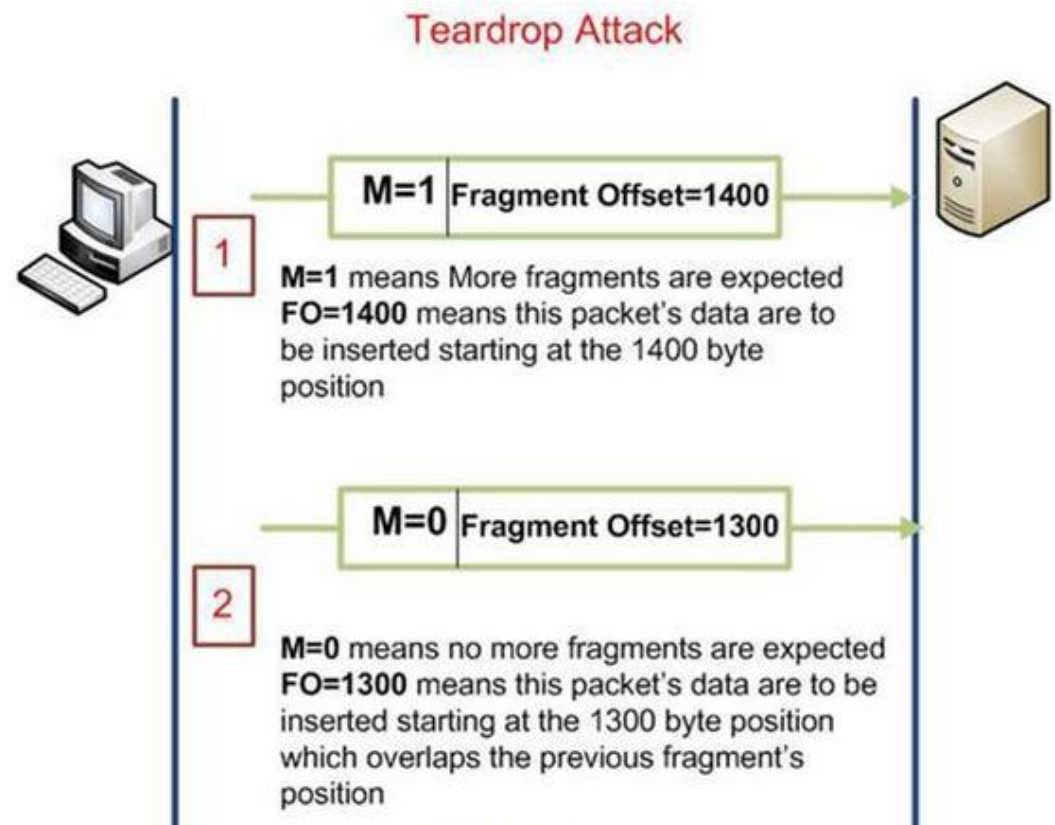 Teardrop Attack
M=1 Fragment Offset=1400
1
M=1 means More fragments are expected
FO=1400 means this packet's data are to
be inserted starting at the 1400 byte
position
M=0 Fragment Offset=1300
2
M=0 means no more fragments are expected
FO=1300 means this packet's data are to be
inserted starting at the 1300 byte position
which overlaps the previous fragment's
position